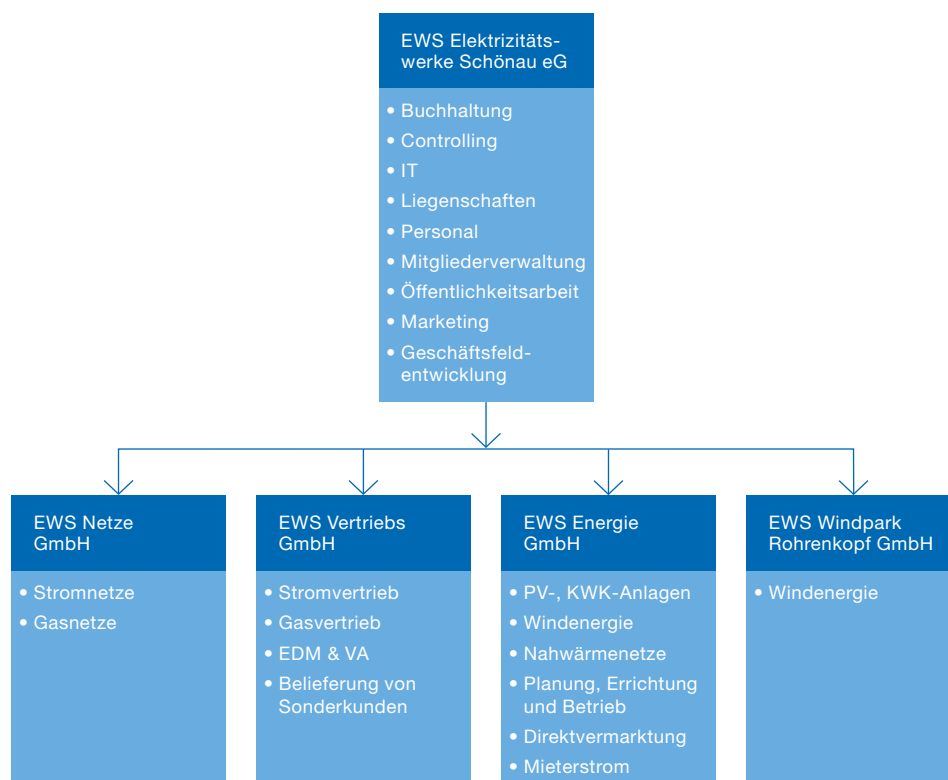 EWS Elektrizitäts-
werke Schönau eG
• Buchhaltung
• Controlling
• IT
• Liegenschaften
• Personal
• Mitgliederverwaltung
• Öffentlichkeitsarbeit
• Marketing
• Geschäftsfeld-
entwicklung
EWS Netze
GmbH
• Stromnetze
• Gasnetze
EWS Vertriebs
GmbH
• Stromvertrieb
• Gasvertrieb
• EDM & VA
• Belieferung von
Sonderkunden
EWS Energie
GmbH
• PV-, KWK-Anlagen
• Windenergie
• Nahwärmenetze
• Planung, Errichtung
und Betrieb
• Direktvermarktung
• Mieterstrom
EWS Windpark
Rohrenkopf GmbH
• Windenergie